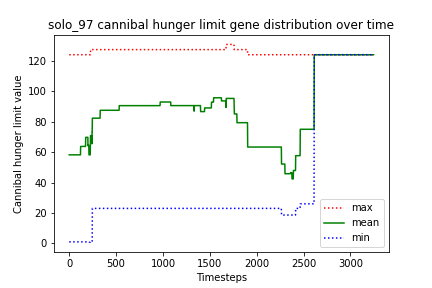 solo_97 cannibal hunger limit gene distribution over time
Cannibal hunger limit value
120
100
80
60
40
20
0
max
mean
min
0 500 1000 1500 2000 2500 3000
Timesteps